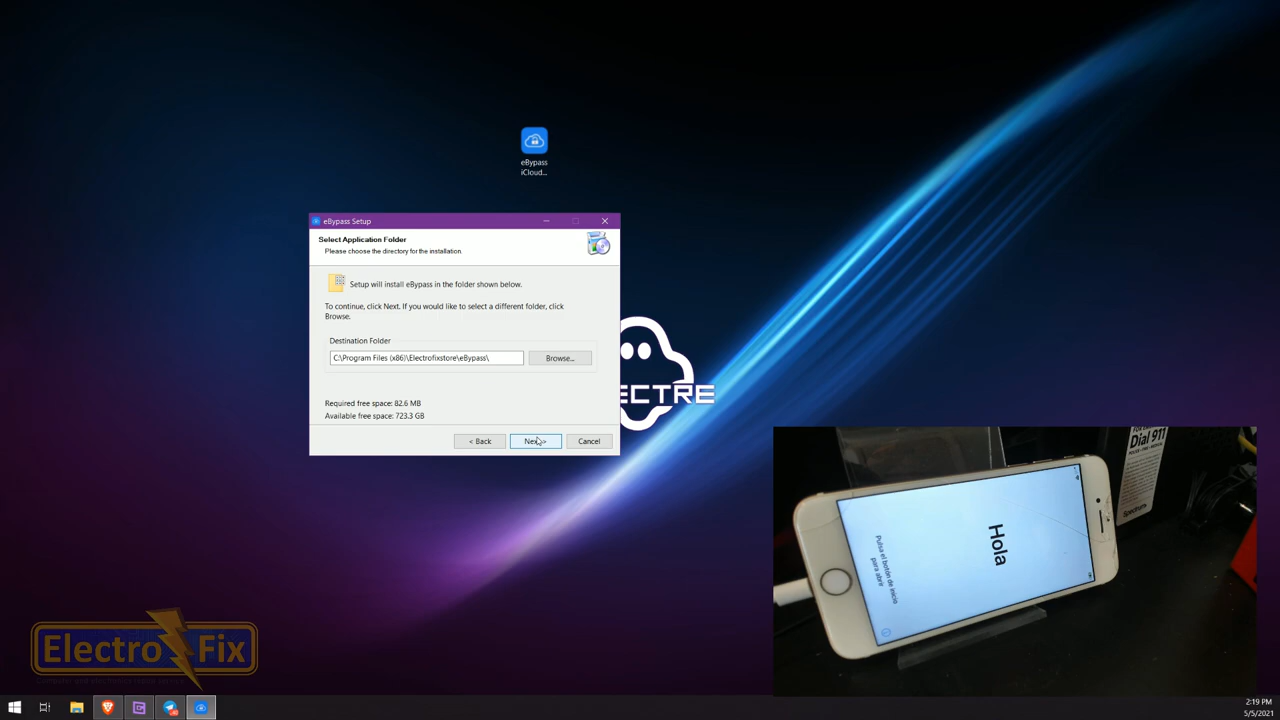 eBypass
iCloud...
eBypass Setup
Select Application Folder
Please choose the directory for the installation.
Setup will install eBypass in the folder shown below.
To continue, click Next. If you would like to select a different folder, click
Browse.
Destination Folder
C:\Program Files (x86)\Electrofixstore\eBypass\
Browse...
Required free space: 82.6 MB
Available free space: 723.3 GB
< Back
Next >
Cancel
ECTRE
Dial 911
Spectrum
Hola
Pulsa el botón de inicio
para abrir
Electro Fix
2:19 PM
5/5/2021